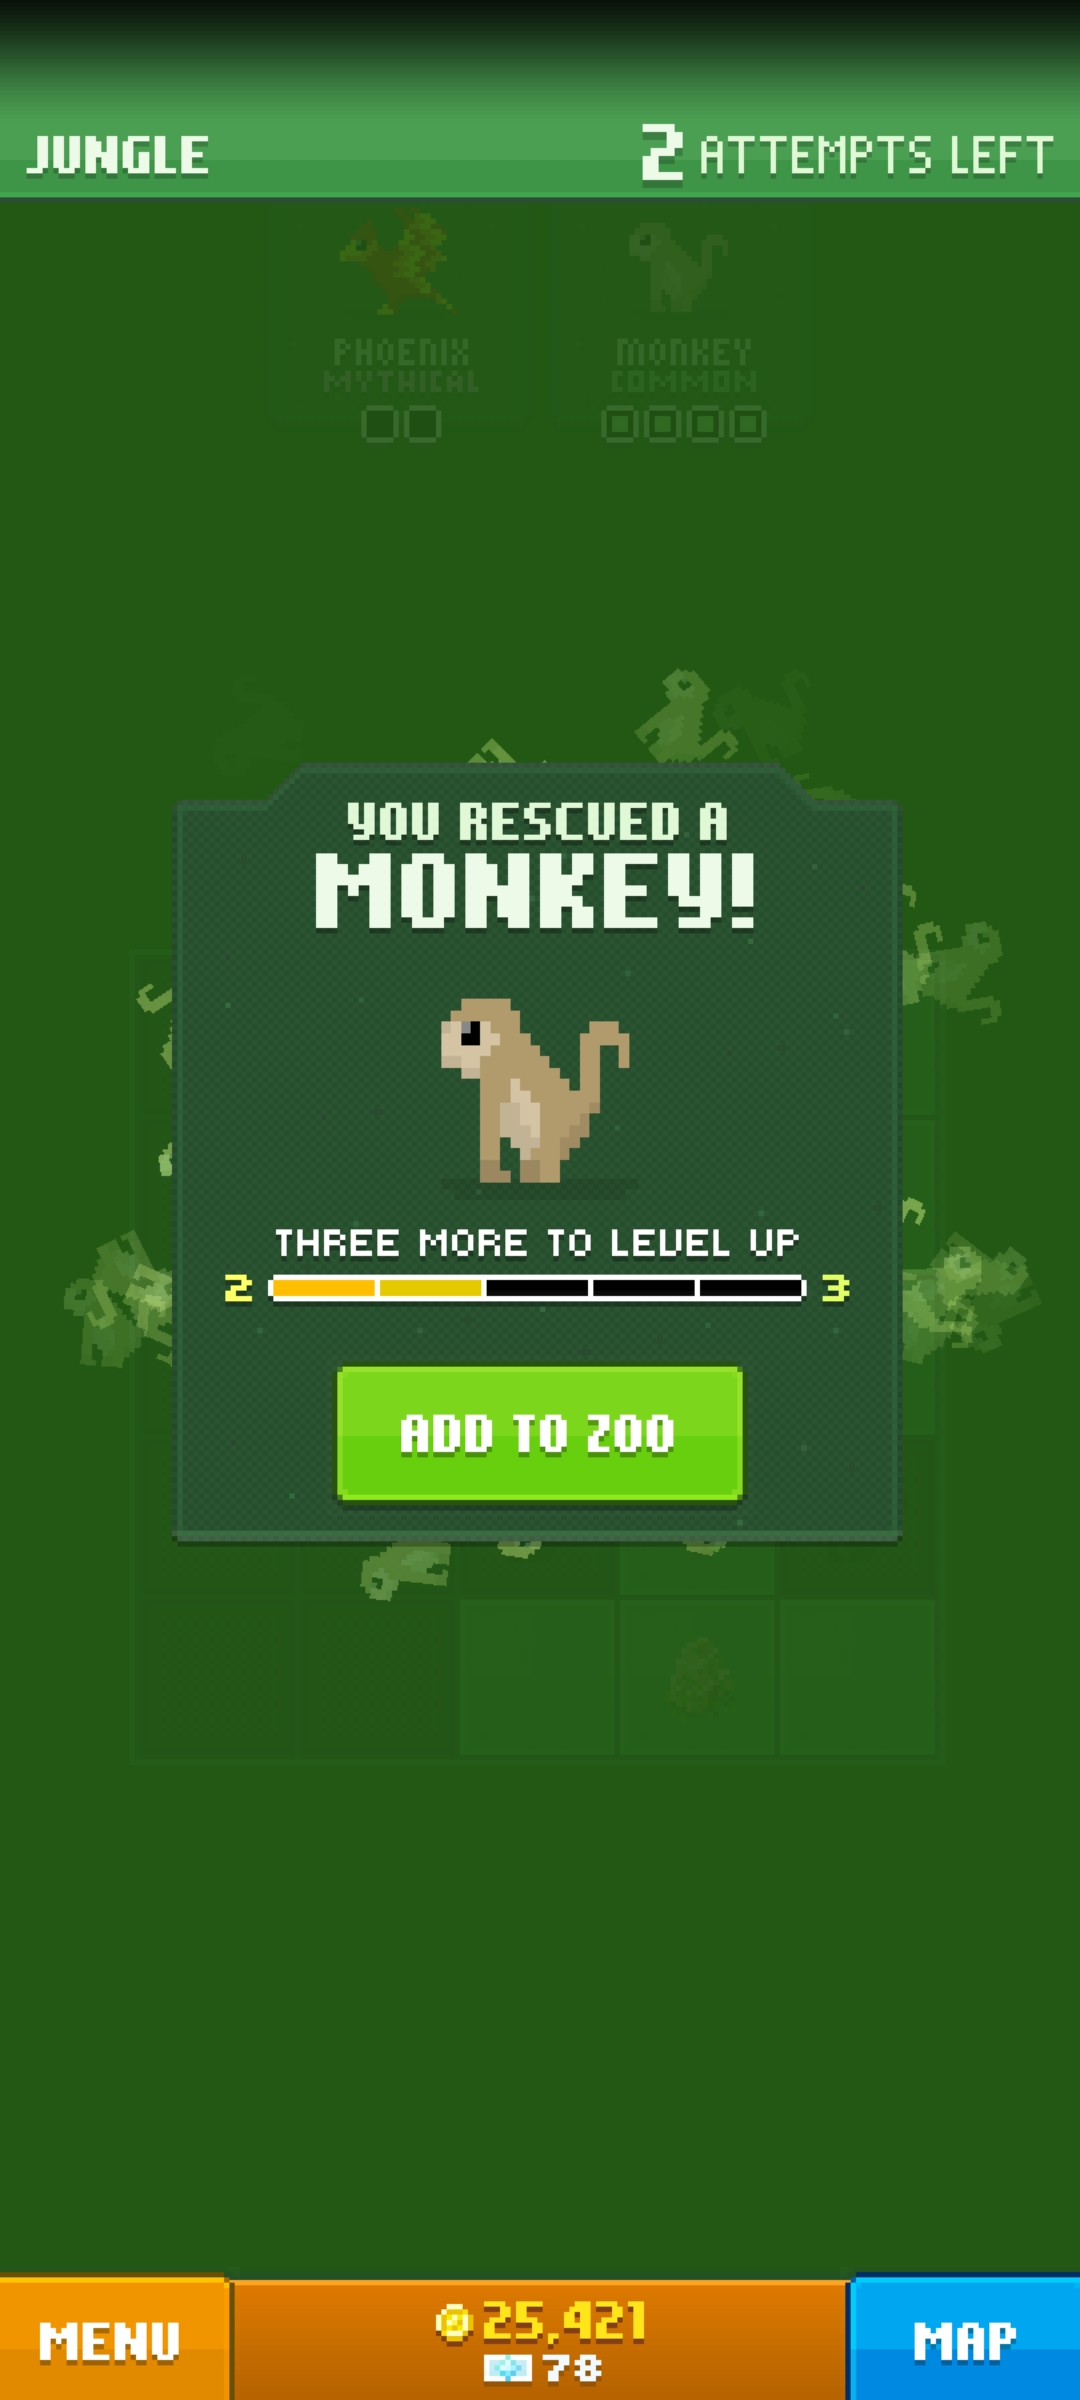 JUNGLE
2 ATTEMPTS LEFT
PHOENIX
MYTHICAL
MONKEY
COMMON
YOU RESCUED A
MONKEY!
THREE MORE TO LEVEL UP
2 3
ADD TO ZOO
MENU
25,421
78
MAP